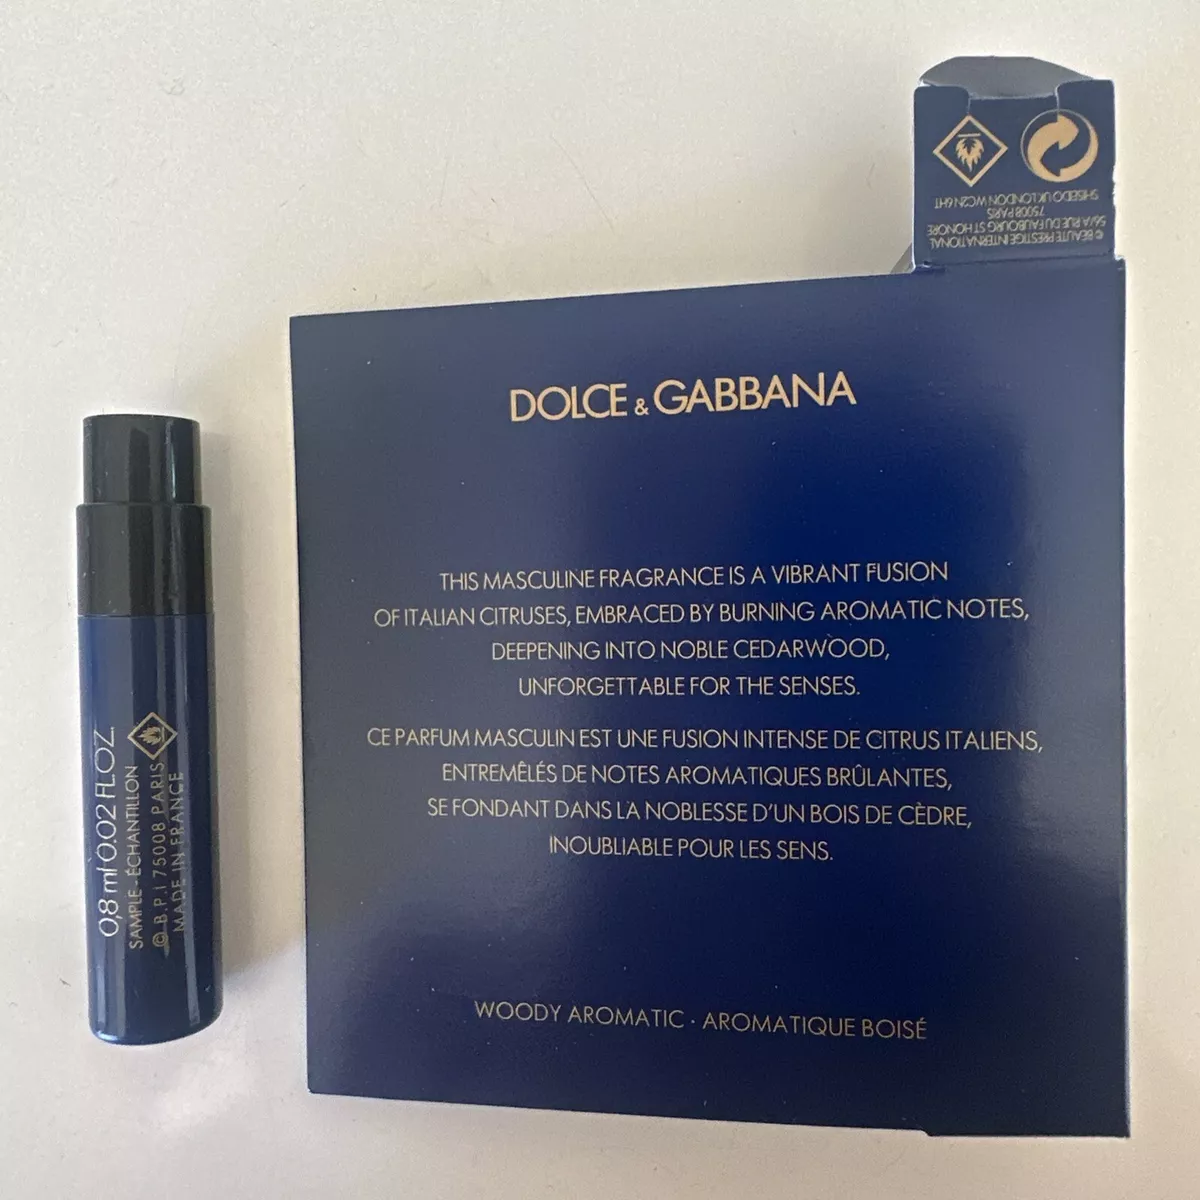 © BEAUTE PRESTIGE INTERNATIONAL
56/A RUE DU FAUBOURG ST HONORE
75008 PARIS
SHISEIDO UK LONDON WC2N 6HT
DOLCE & GABBANA
THIS MASCULINE FRAGRANCE IS A VIBRANT FUSION
OF ITALIAN CITRUSES, EMBRACED BY BURNING AROMATIC NOTES,
DEEPENING INTO NOBLE CEDARWOOD,
UNFORGETTABLE FOR THE SENSES.
CE PARFUM MASCULIN EST UNE FUSION INTENSE DE CITRUS ITALIENS,
ENTREMÊLÉS DE NOTES AROMATIQUES BRÛLANTES,
SE FONDANT DANS LA NOBLESSE D'UN BOIS DE CÈDRE,
INOUBLIABLE POUR LES SENS.
WOODY AROMATIC · AROMATIQUE BOISÉ
0,8 ml 0.02 FL.OZ.
SAMPLE - ÉCHANTILLON
© B.P.I 75008 PARIS
MADE IN FRANCE